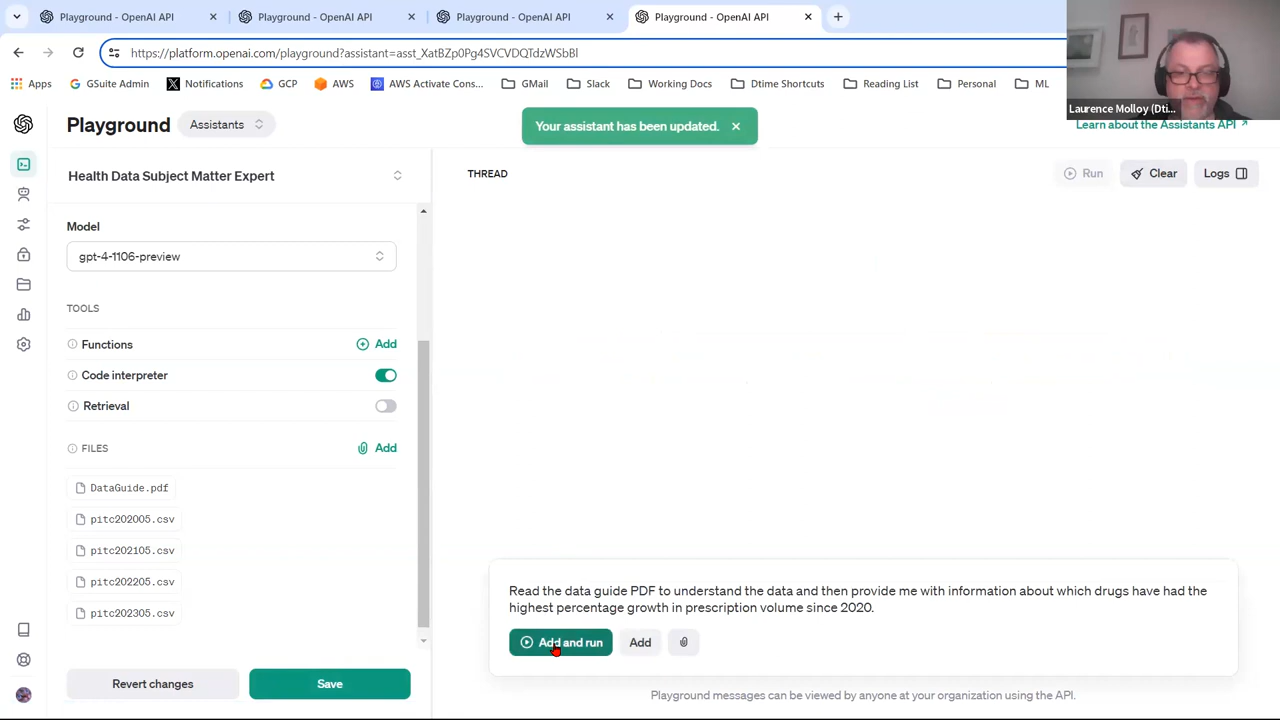 Playground - OpenAI API
Playground - OpenAI API
Playground - OpenAI API
Playground - OpenAI API
https://platform.openai.com/playground?assistant=asst_XatBZp0Pg4SVCVDQTdzWSbBl
Apps
GSuite Admin
Notifications
GCP
AWS
AWS Activate Cons...
GMail
Slack
Working Docs
Dtime Shortcuts
Reading List
Personal
ML
Laurence Molloy (Dti...
Playground
Assistants
Your assistant has been updated.
Learn about the Assistants API
Health Data Subject Matter Expert
THREAD
Run
Clear
Logs
Model
gpt-4-1106-preview
TOOLS
Functions
Add
Code interpreter
Retrieval
FILES
Add
DataGuide.pdf
pitc202005.csv
pitc202105.csv
pitc202205.csv
pitc202305.csv
Revert changes
Save
Read the data guide PDF to understand the data and then provide me with information about which drugs have had the
highest percentage growth in prescription volume since 2020.
Add and run
Add
Playground messages can be viewed by anyone at your organization using the API.